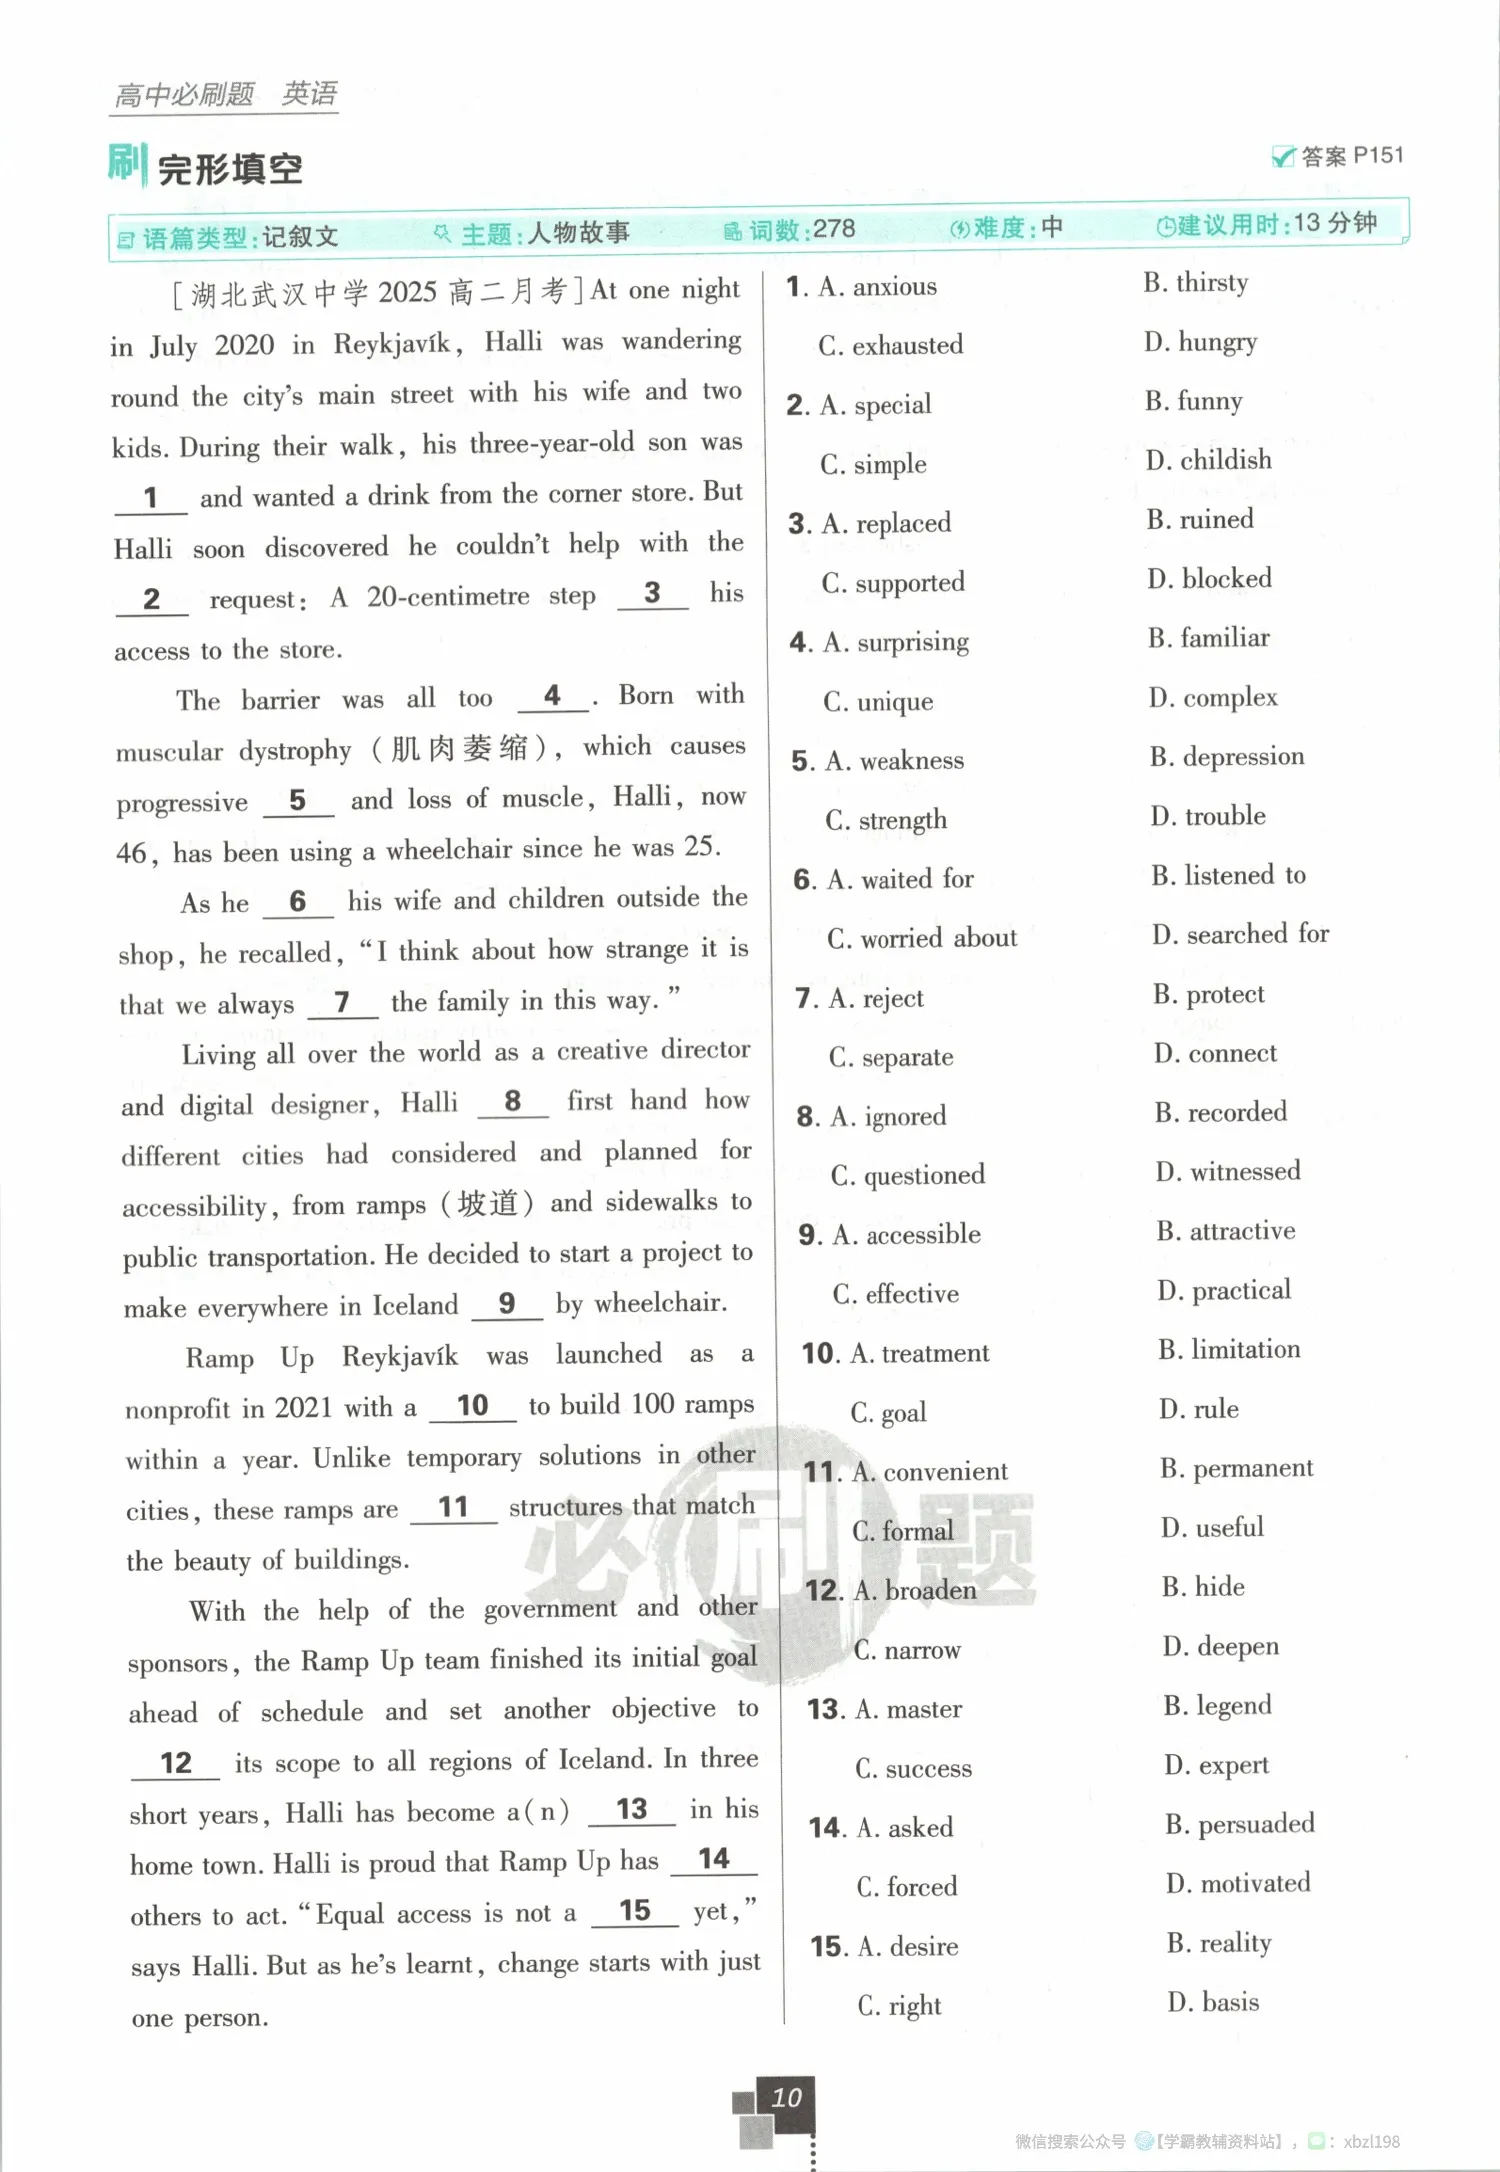 高中必刷题 英语
刷 完形填空
答案 P151
语篇类型:记叙文 主题:人物故事 词数:278 难度:中 建议用时:13 分钟
[湖北武汉中学 2025 高二月考]At one night
in July 2020 in Reykjavík, Halli was wandering
round the city's main street with his wife and two
kids. During their walk, his three-year-old son was
1 and wanted a drink from the corner store. But
Halli soon discovered he couldn't help with the
2 request: A 20-centimetre step 3 his
access to the store.
The barrier was all too 4 . Born with
muscular dystrophy (肌肉萎缩), which causes
progressive 5 and loss of muscle, Halli, now
46, has been using a wheelchair since he was 25.
As he 6 his wife and children outside the
shop, he recalled, "I think about how strange it is
that we always 7 the family in this way."
Living all over the world as a creative director
and digital designer, Halli 8 first hand how
different cities had considered and planned for
accessibility, from ramps (坡道) and sidewalks to
public transportation. He decided to start a project to
make everywhere in Iceland 9 by wheelchair.
Ramp Up Reykjavík was launched as a
nonprofit in 2021 with a 10 to build 100 ramps
within a year. Unlike temporary solutions in other
cities, these ramps are 11 structures that match
the beauty of buildings.
With the help of the government and other
sponsors, the Ramp Up team finished its initial goal
ahead of schedule and set another objective to
12 its scope to all regions of Iceland. In three
short years, Halli has become a(n) 13 in his
home town. Halli is proud that Ramp Up has 14
others to act. "Equal access is not a 15 yet,"
says Halli. But as he's learnt, change starts with just
one person.
1. A. anxious B. thirsty
C. exhausted D. hungry
2. A. special B. funny
C. simple D. childish
3. A. replaced B. ruined
C. supported D. blocked
4. A. surprising B. familiar
C. unique D. complex
5. A. weakness B. depression
C. strength D. trouble
6. A. waited for B. listened to
C. worried about D. searched for
7. A. reject B. protect
C. separate D. connect
8. A. ignored B. recorded
C. questioned D. witnessed
9. A. accessible B. attractive
C. effective D. practical
10. A. treatment B. limitation
C. goal D. rule
11. A. convenient B. permanent
C. formal D. useful
12. A. broaden B. hide
C. narrow D. deepen
13. A. master B. legend
C. success D. expert
14. A. asked B. persuaded
C. forced D. motivated
15. A. desire B. reality
C. right D. basis
必刷题
10
微信搜索公众号【学霸教辅资料站】, : xbzl198